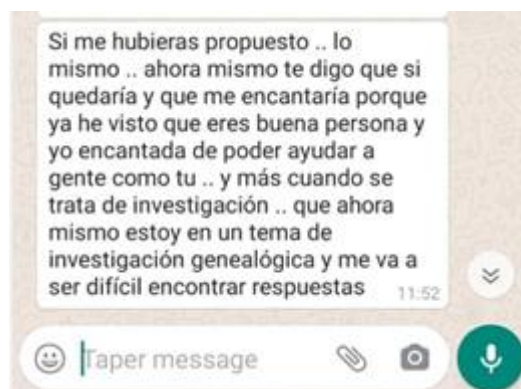 Si me hubieras propuesto .. lo
mismo .. ahora mismo te digo que si
quedaría y que me encantaría porque
ya he visto que eres buena persona y
yo encantada de poder ayudar a
gente como tu .. y más cuando se
trata de investigación .. que ahora
mismo estoy en un tema de
investigación genealógica y me va a
ser difícil encontrar respuestas
11:52
Taper message